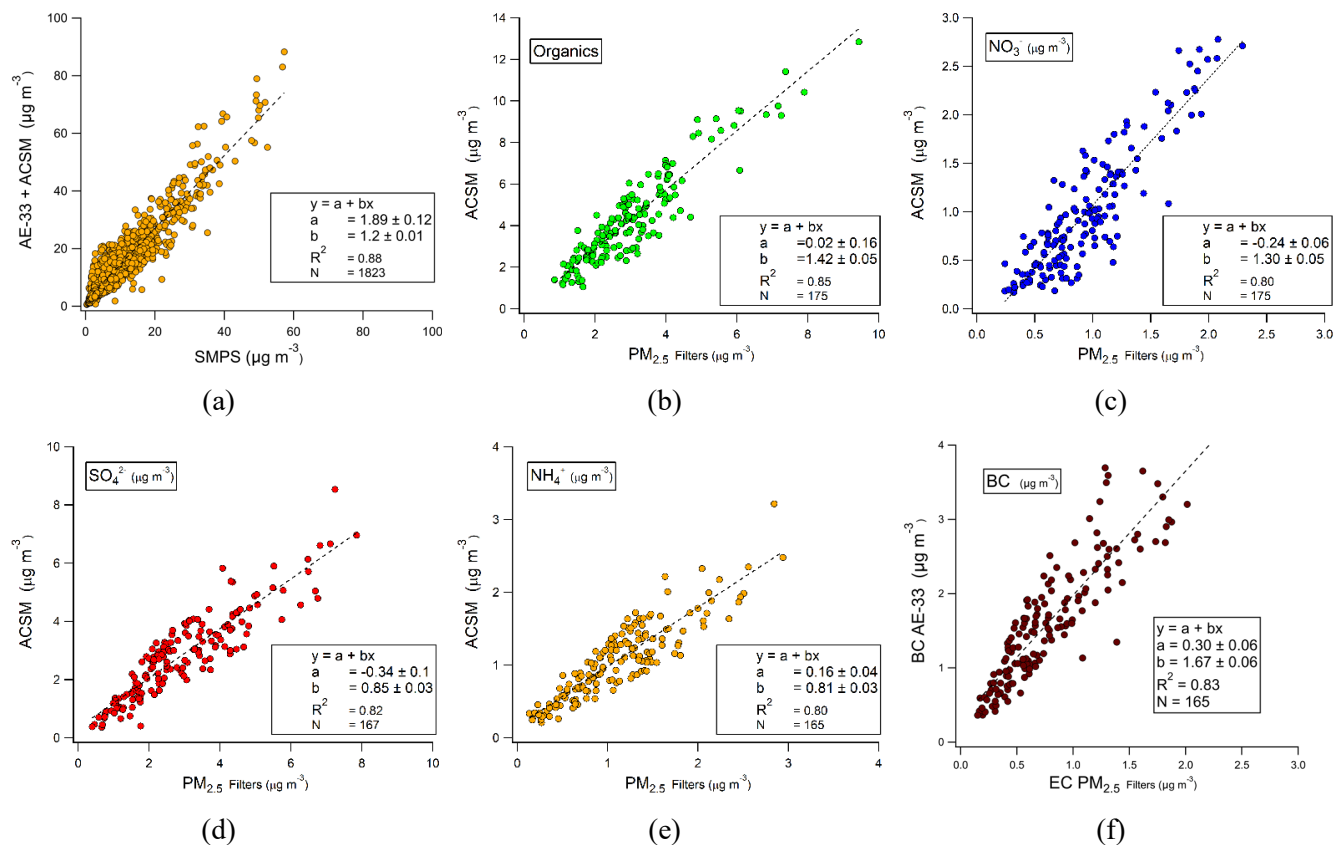 100
80
60
40
20
0
AE-33 + ACSM (µg m-3)
y = a + bx
a = 1.89 ± 0.12
b = 1.2 ± 0.01
R2 = 0.88
N = 1823
0 20 40 60 80 100
SMPS (µg m-3)
(a)
14
12
10
8
6
4
2
0
ACSM (µg m-3)
Organics
y = a + bx
a =0.02 ± 0.16
b =1.42 ± 0.05
R2 = 0.85
N = 175
0 2 4 6 8 10
PM2.5 Filters (µg m-3)
(b)
3.0
2.5
2.0
1.5
1.0
0.5
0.0
ACSM (µg m-3)
NO3- (µg m-3)
y = a + bx
a = -0.24 ± 0.06
b = 1.30 ± 0.05
R2 = 0.80
N = 175
0.0 0.5 1.0 1.5 2.0 2.5 3.0
PM2.5 Filters (µg m-3)
(c)
10
8
6
4
2
0
ACSM (µg m-3)
SO42- (µg m-3)
y = a + bx
a = -0.34 ± 0.1
b = 0.85 ± 0.03
R2 = 0.82
N = 167
0 2 4 6 8 10
PM2.5 Filters (µg m-3)
(d)
4
3
2
1
0
ACSM (µg m-3)
NH4+ (µg m-3)
y = a + bx
a = 0.16 ± 0.04
b = 0.81 ± 0.03
R2 = 0.80
N = 165
0 1 2 3 4
PM2.5 Filters (µg m-3)
(e)
4
3
2
1
0
BC AE-33 (µg m-3)
BC (µg m-3)
y = a + bx
a = 0.30 ± 0.06
b = 1.67 ± 0.06
R2 = 0.83
N = 165
0.0 0.5 1.0 1.5 2.0 2.5 3.0
EC PM2.5 Filters (µg m-3)
(f)